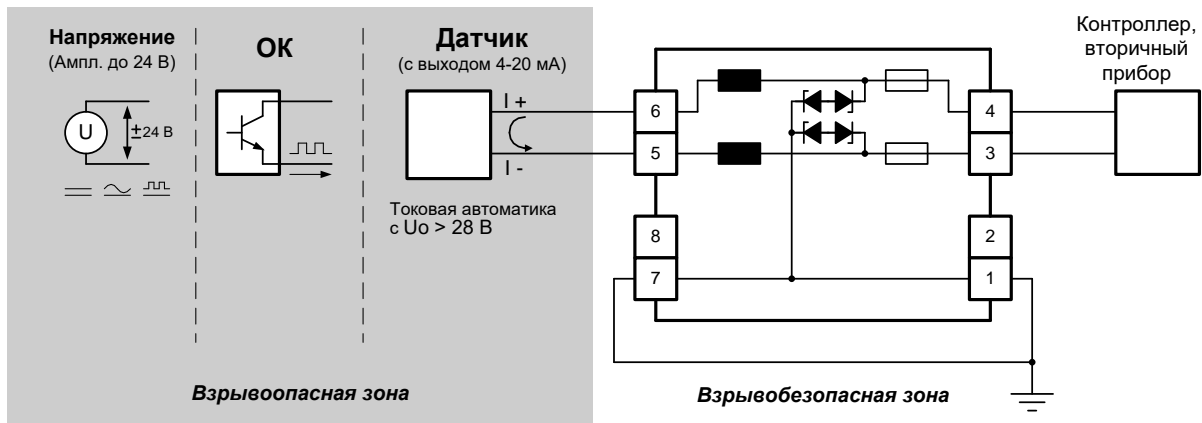 Напряжение
(Ампл. до 24 В)
U
±24 В
ОК
Датчик
(с выходом 4-20 мА)
I +
I -
Токовая автоматика
с Uo > 28 В
6
5
8
7
4
3
2
1
Контроллер,
вторичный
прибор
Взрывоопасная зона
Взрывобезопасная зона